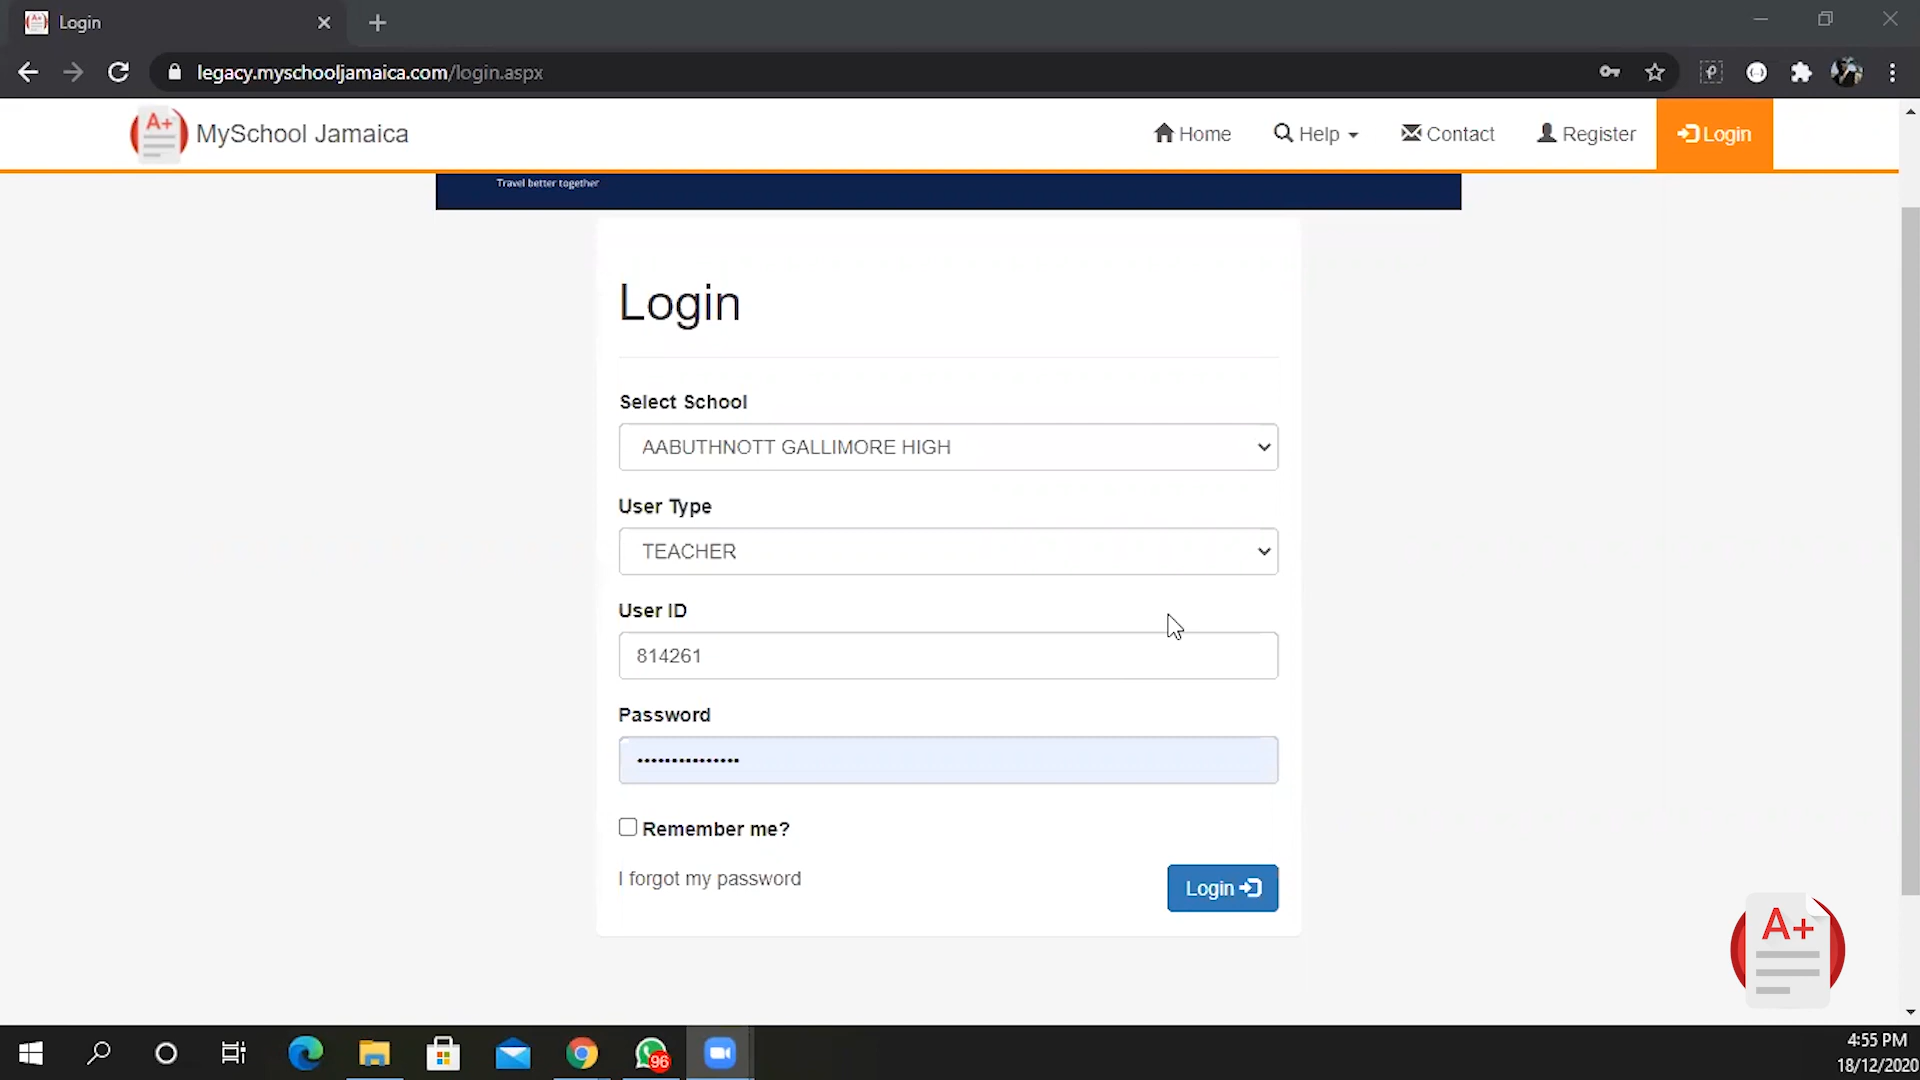 Login
legacy.myschooljamaica.com/login.aspx
A+
MySchool Jamaica
Home
Help
Contact
Register
Login
Travel better together
Login
Select School
AABUTHNOTT GALLIMORE HIGH
User Type
TEACHER
User ID
814261
Password
•••••••••••••••
Remember me?
I forgot my password
Login
A+
96
4:55 PM
18/12/2020